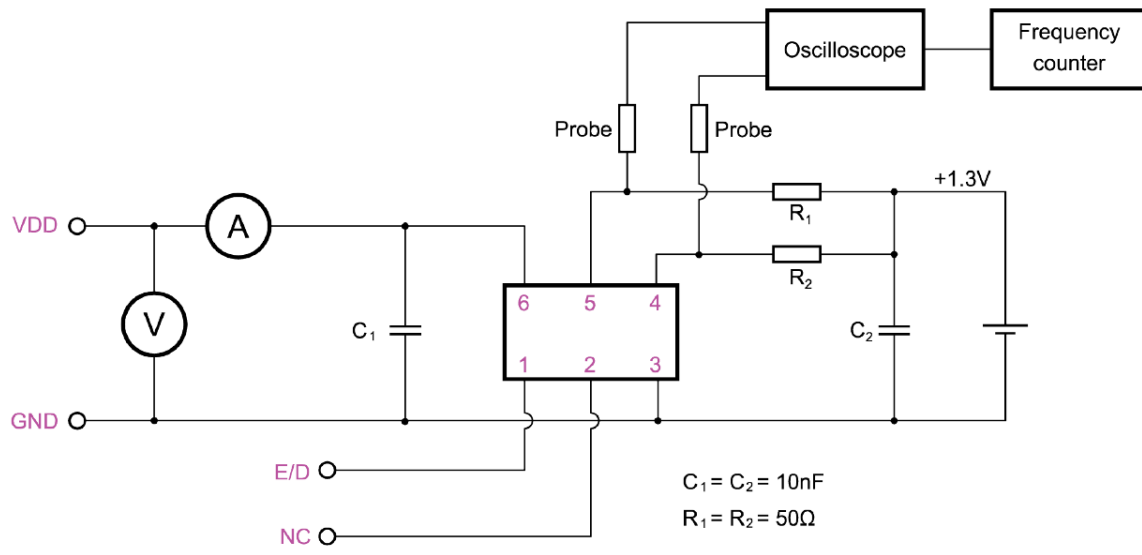 Oscilloscope
Frequency
counter
Probe
Probe
+1.3V
VDD
A
R1
R2
V
C1
6 5 4
C2
1 2 3
GND
E/D
C1 = C2 = 10nF
R1 = R2 = 50Ω
NC